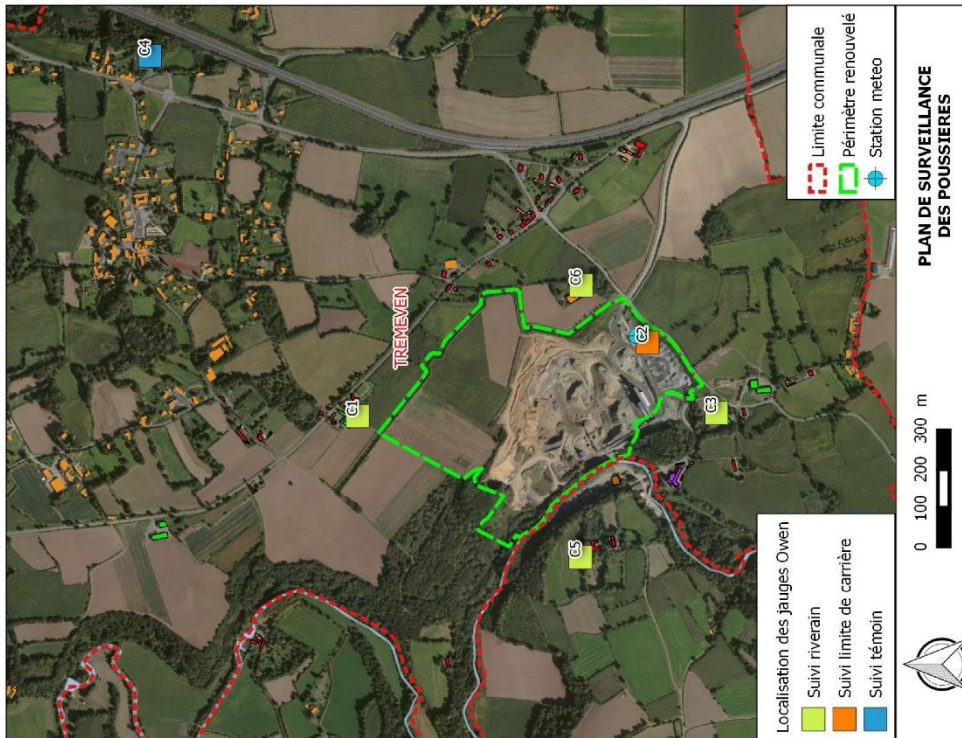 C4
TREMEVEN
C1
C6
C2
C3
C5
Localisation des jauges Owen
Suivi riverain
Suivi limite de carrière
Suivi témoin
0 100 200 300 m
Limite communale
Périmètre renouvelé
Station meteo
PLAN DE SURVEILLANCE
DES POUSSIERES